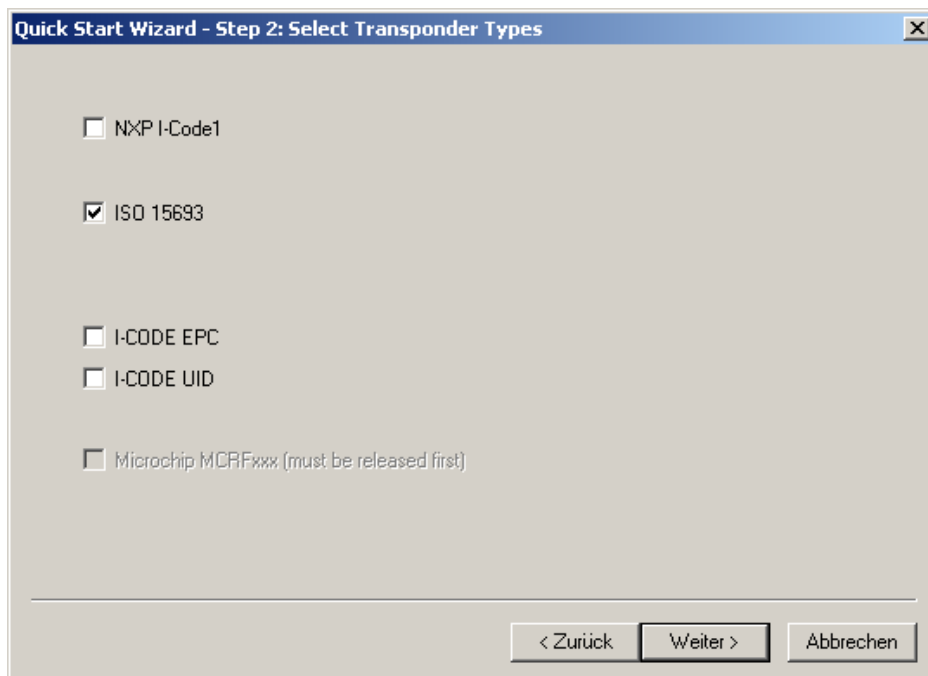 Quick Start Wizard - Step 2: Select Transponder Types
NXP I-Code1
ISO 15693
I-CODE EPC
I-CODE UID
Microchip MCRFxxx (must be released first)
< Zurück Weiter > Abbrechen